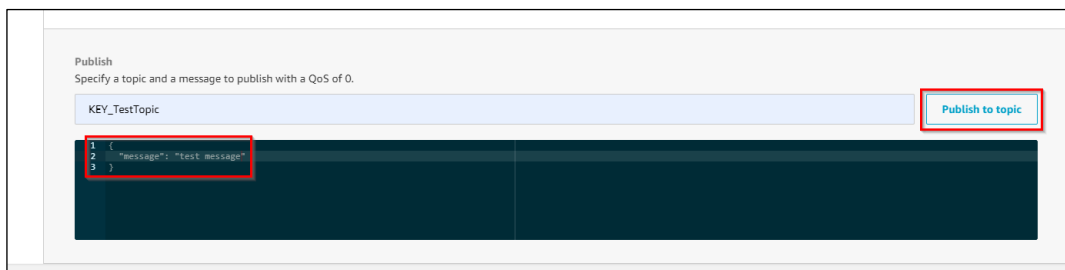 Publish
Specify a topic and a message to publish with a QoS of 0.
KEY_TestTopic
Publish to topic
1 {
2 "message": "test message"
3 }